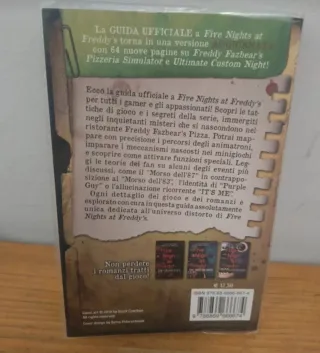 La GUIDA UFFICIALE a Five Nights at
Freddy's torna in una versione
con 64 nuove pagine su Freddy Fazbear's
Pizzeria Simulator e Ultimate Custom Night!
Ecco la guida ufficiale a Five Nights at Freddy's
per tutti i gamer e gli appassionati! Scopri le tat-
tiche di gioco e i segreti della serie, immergiti
negli inquietanti misteri che si nascondono nel
ristorante Freddy Fazbear's Pizza. Potrai map-
pare con precisione i percorsi degli animatroni,
imparare i meccanismi nascosti nei minigiochi
e scoprire come attivare funzioni speciali. Leg-
gi le teorie dei fan su alcuni degli eventi più
discussi, come il "Morso dell'87" in contrappo-
sizione al "Morso dell'83", l'identità di "Purple
Guy" e l'allucinazione ricorrente "IT'S ME".
Ogni dettaglio dei gioco e dei romanzi è
esplorato con cura in questa guida assolutamente
unica dedicata all'universo distorto di Five
Nights at Freddy's.
Non perdere
i romanzi tratti
dal gioco!